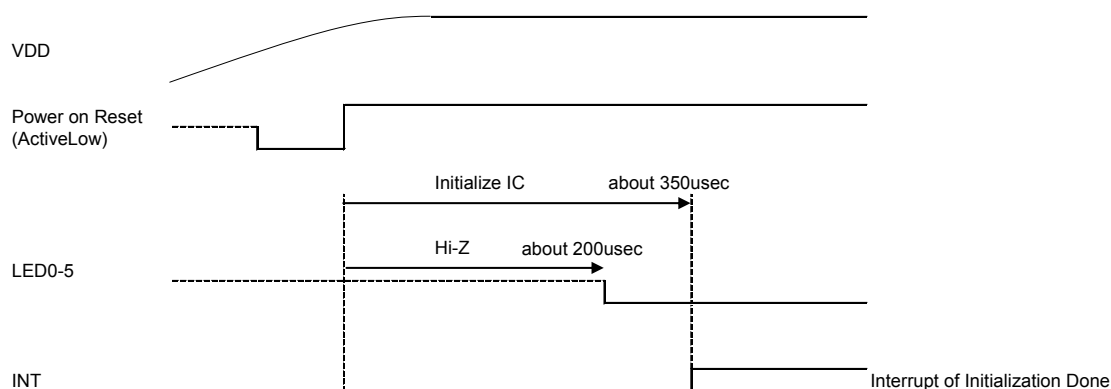 VDD
Power on Reset
(ActiveLow)
Initialize IC about 350usec
Hi-Z about 200usec
LED0-5
INT Interrupt of Initialization Done